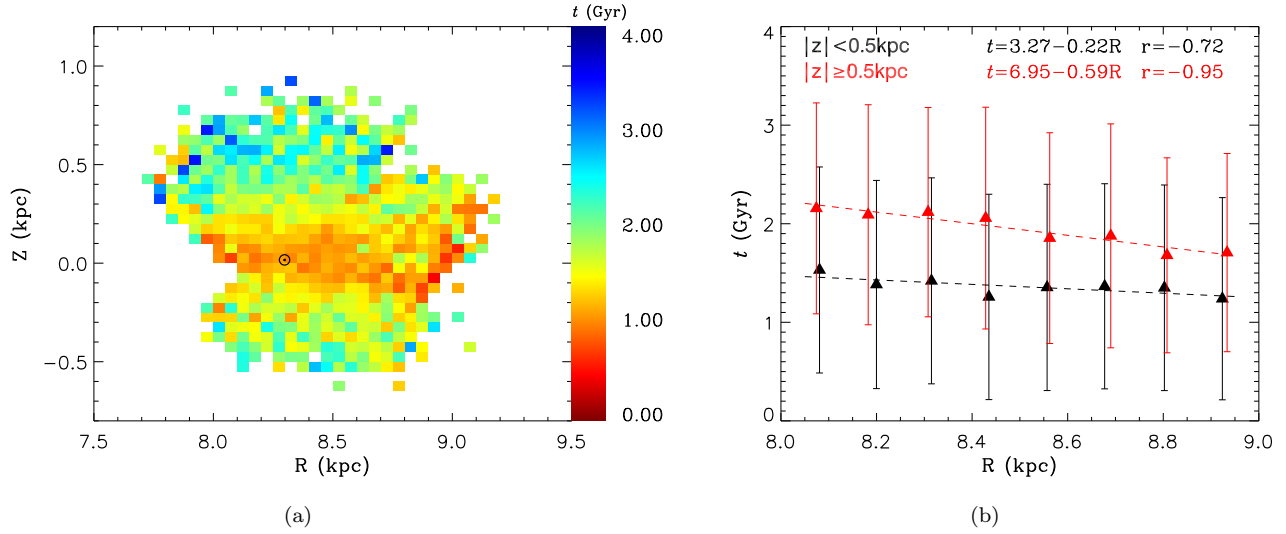 t (Gyr)
4.00
3.00
2.00
1.00
0.00
1.0
0.5
0.0
−0.5
Z (kpc)
7.5 8.0 8.5 9.0 9.5
R (kpc)
(a)
|z|<0.5kpc t=3.27−0.22R r=−0.72
|z|≥0.5kpc t=6.95−0.59R r=−0.95
4
3
2
1
0
t (Gyr)
8.0 8.2 8.4 8.6 8.8 9.0
R (kpc)
(b)